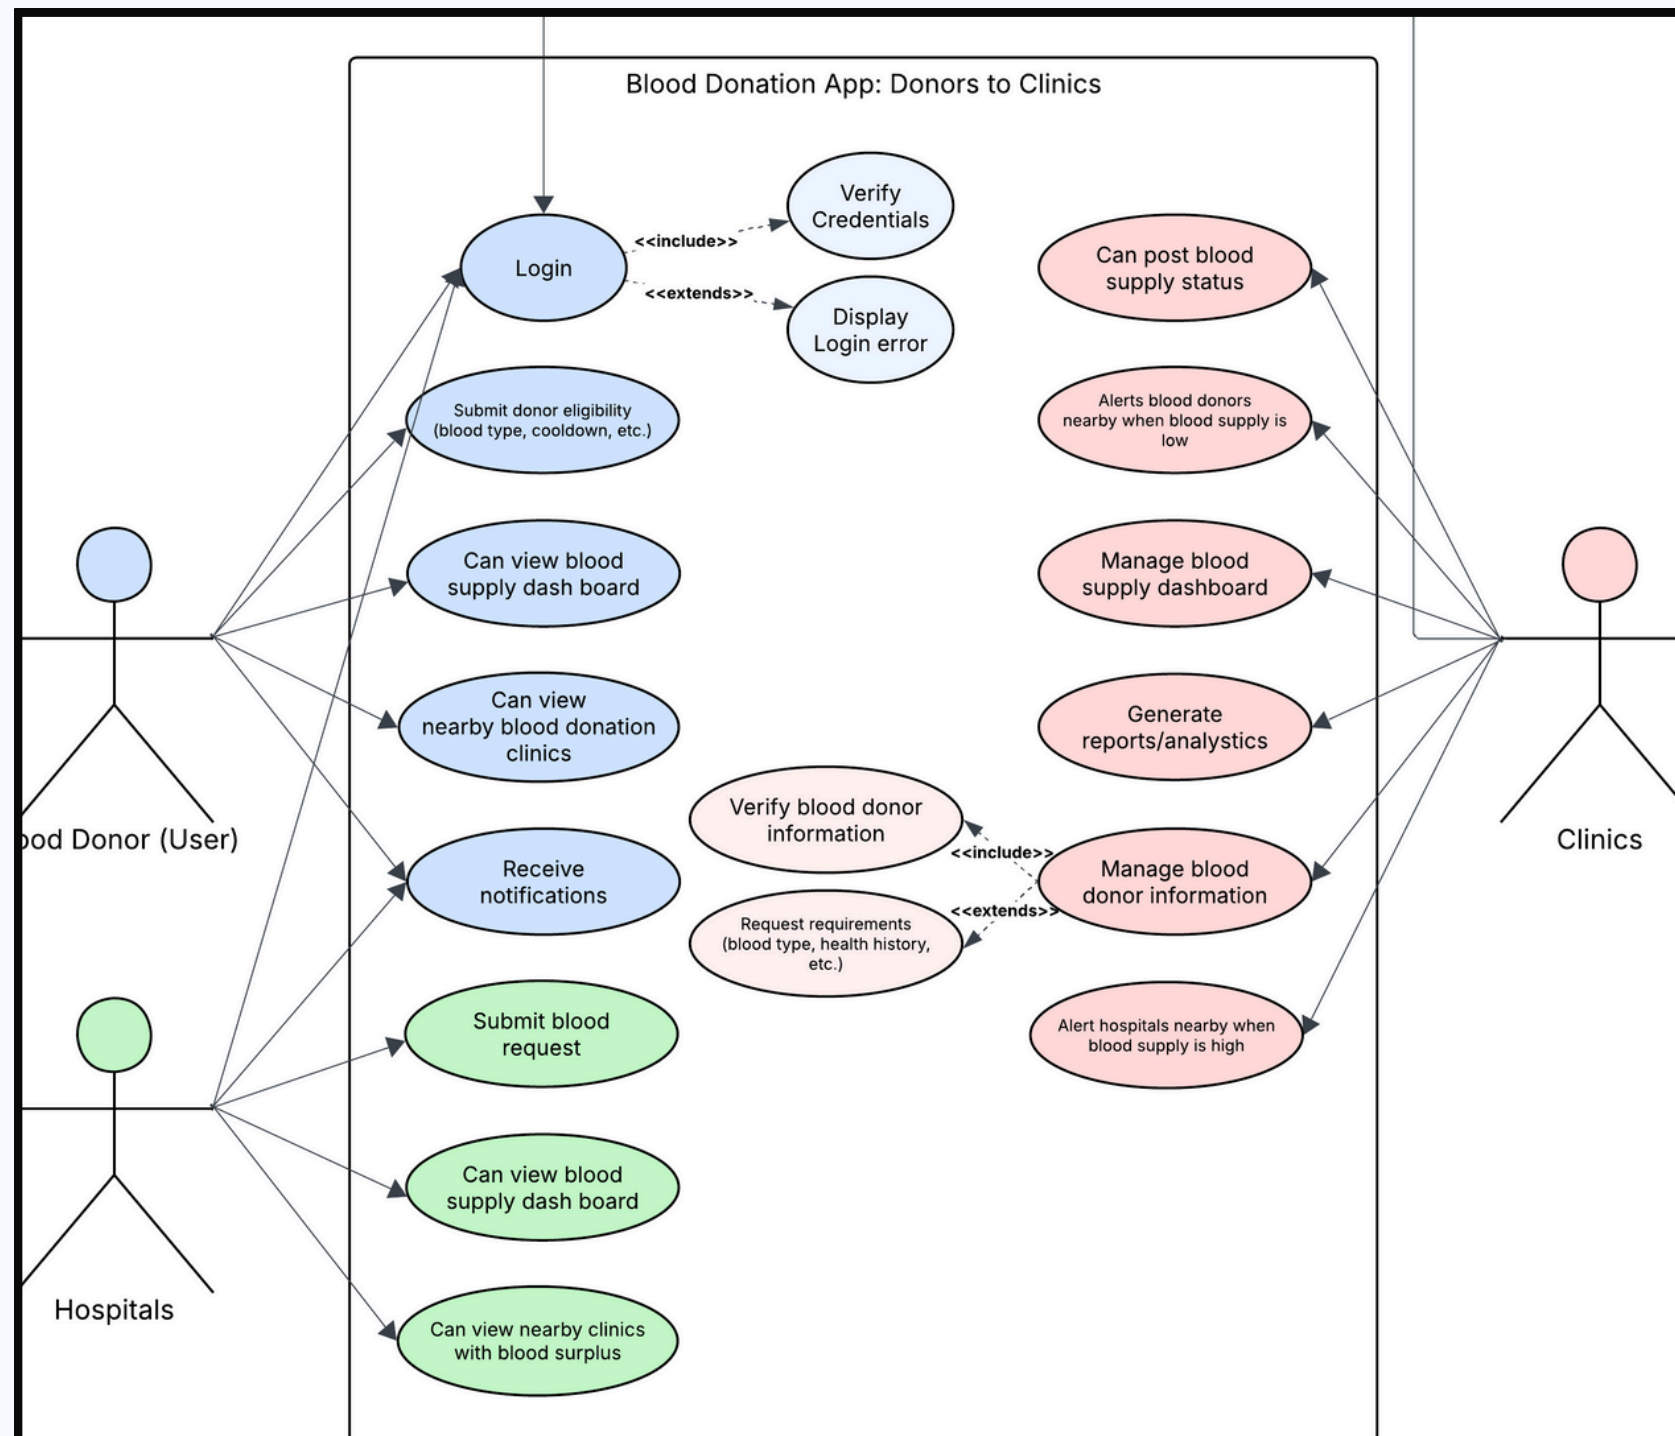 Blood Donation App: Donors to Clinics
Verify
Credentials
<<include>>
Login
<<extends>>
Display
Login error
Can post blood
supply status
Submit donor eligibility
(blood type, cooldown, etc.)
Alerts blood donors
nearby when blood supply is
low
Can view blood
supply dash board
Manage blood
supply dashboard
Can view
nearby blood donation
clinics
Generate
reports/analystics
ood Donor (User)
Verify blood donor
information
<<include>>
Clinics
Receive
notifications
Manage blood
donor information
<<extends>>
Request requirements
(blood type, health history,
etc.)
Submit blood
request
Alert hospitals nearby when
blood supply is high
Can view blood
supply dash board
Hospitals
Can view nearby clinics
with blood surplus